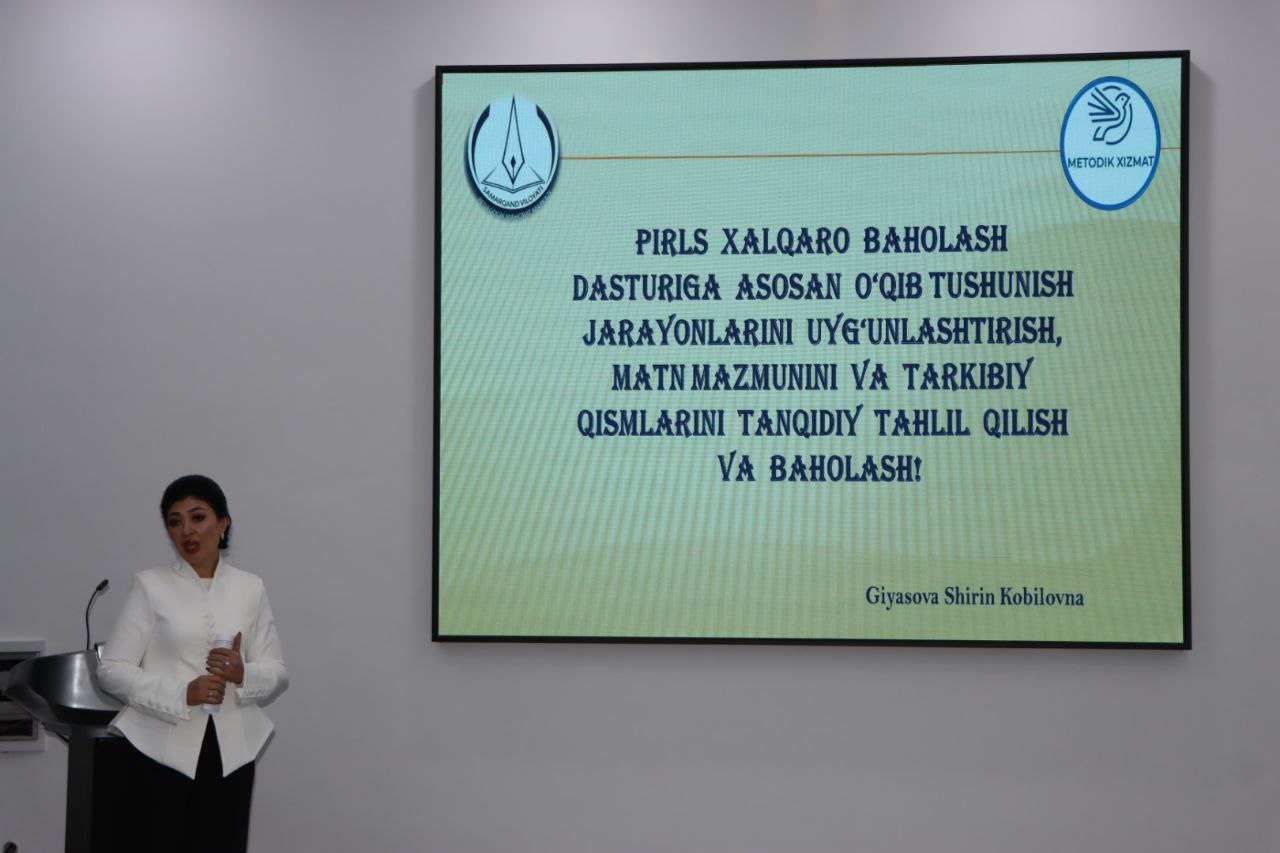 SAMARQAND VILOYATI
METODIK XIZMAT
PIRLS XALQARO BAHOLASH
DASTURIGA ASOSAN O‘QIB TUSHUNISH
JARAYONLARINI UYG‘UNLASHTIRISH,
MATN MAZMUNINI VA TARKIBIY
QISMLARINI TANQIDIY TAHLIL QILISH
VA BAHOLASH!
Giyasova Shirin Kobilovna